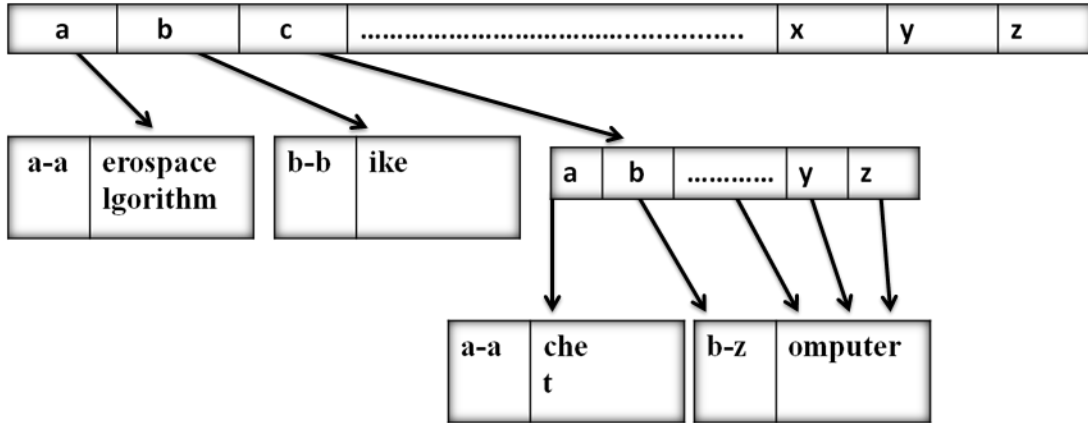 a b c ........................................................ x y z
a-a erospace
lgorithm
b-b ike
a b ............ y z
a-a che
t
b-z omputer